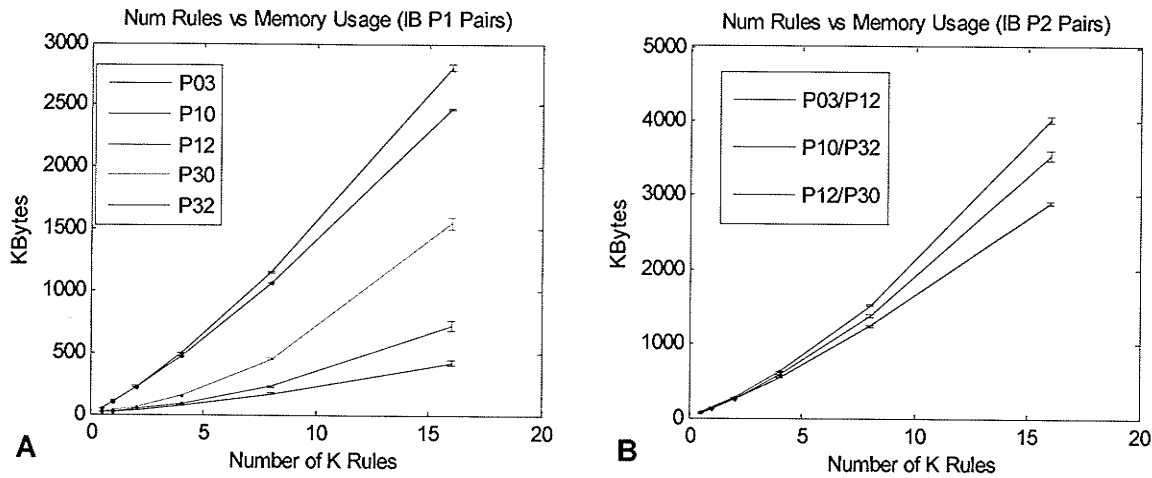 Num Rules vs Memory Usage (IB P1 Pairs)
3000
2500
2000
1500
1000
500
0
KBytes
P03
P10
P12
P30
P32
0
5
10
15
20
Number of K Rules
A
Num Rules vs Memory Usage (IB P2 Pairs)
5000
4000
3000
2000
1000
0
KBytes
P03/P12
P10/P32
P12/P30
0
5
10
15
20
Number of K Rules
B